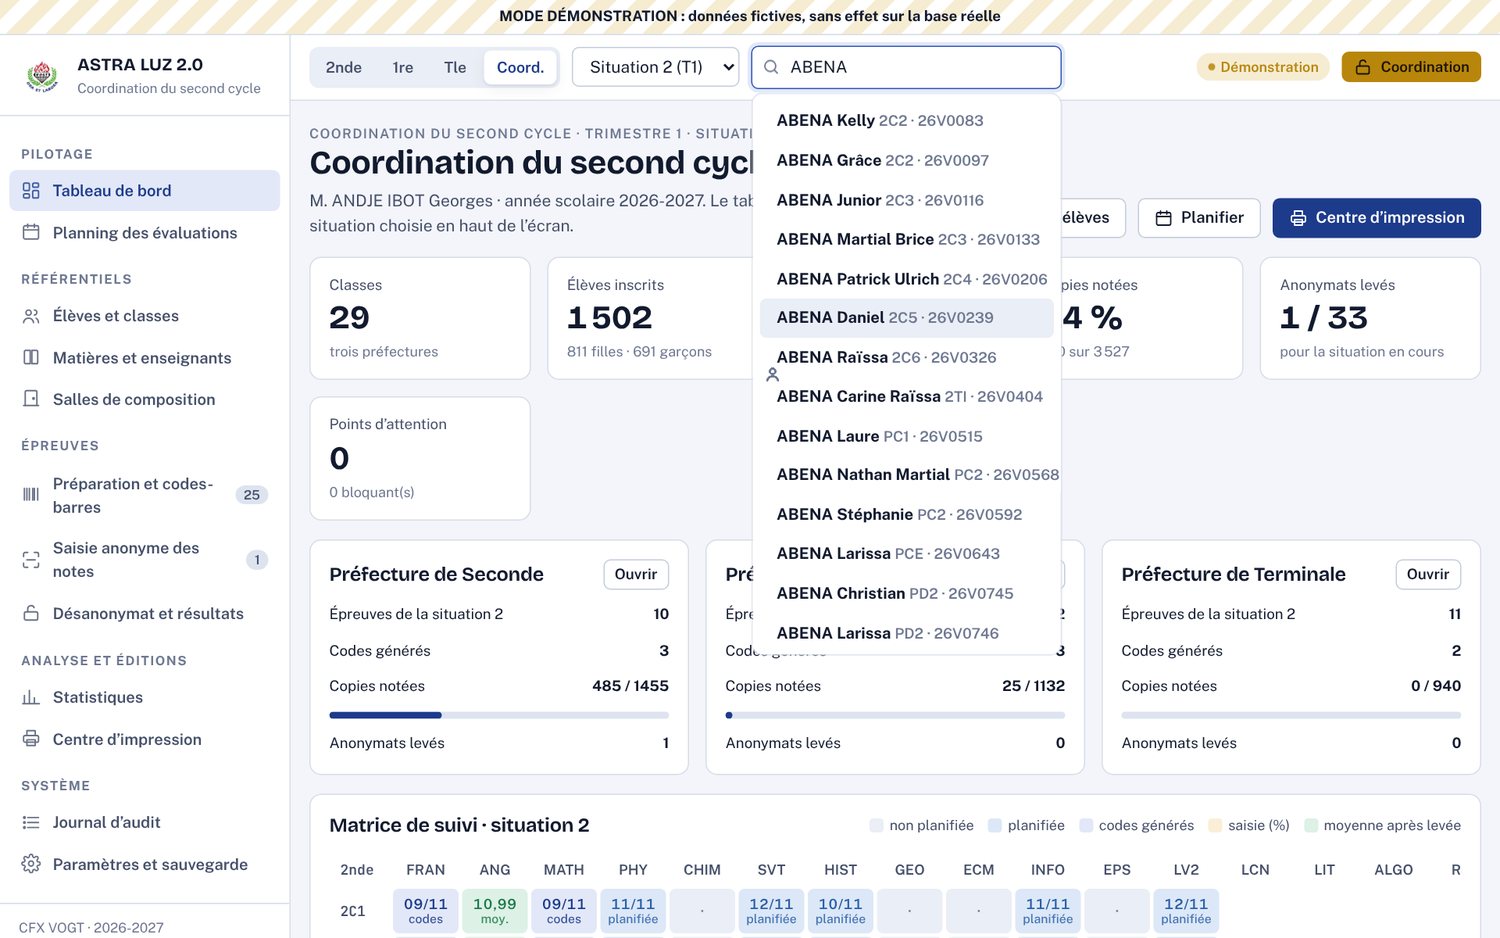 MODE DÉMONSTRATION : données fictives, sans effet sur la base réelle
ASTRA LUZ 2.0
Coordination du second cycle
PILOTAGE
Tableau de bord
Planning des évaluations
RÉFÉRENTIELS
Élèves et classes
Matières et enseignants
Salles de composition
ÉPREUVES
Préparation et codes-
barres
25
Saisie anonyme des
notes
1
Désanonymat et résultats
ANALYSE ET ÉDITIONS
Statistiques
Centre d’impression
SYSTÈME
Journal d’audit
Paramètres et sauvegarde
CFX VOGT · 2026-2027
2nde 1re Tle Coord.
Situation 2 (T1)
ABENA
Démonstration
Coordination
ABENA Kelly 2C2 · 26V0083
ABENA Grâce 2C2 · 26V0097
ABENA Junior 2C3 · 26V0116
ABENA Martial Brice 2C3 · 26V0133
ABENA Patrick Ulrich 2C4 · 26V0206
ABENA Daniel 2C5 · 26V0239
ABENA Raïssa 2C6 · 26V0326
ABENA Carine Raïssa 2TI · 26V0404
ABENA Laure PC1 · 26V0515
ABENA Nathan Martial PC2 · 26V0568
ABENA Stéphanie PC2 · 26V0592
ABENA Larissa PCE · 26V0643
ABENA Christian PD2 · 26V0745
ABENA Larissa PD2 · 26V0746
COORDINATION DU SECOND CYCLE · TRIMESTRE 1 · SITUATI
Coordination du second cycl
M. ANDJE IBOT Georges · année scolaire 2026-2027. Le tab
situation choisie en haut de l’écran.
élèves
Planifier
Centre d’impression
Classes
29
trois préfectures
Élèves inscrits
1 502
811 filles · 691 garçons
pies notées
4 %
sur 3 527
Anonymats levés
1 / 33
pour la situation en cours
Points d’attention
0
0 bloquant(s)
Préfecture de Seconde
Ouvrir
Épreuves de la situation 2 10
Codes générés 3
Copies notées 485 / 1455
Anonymats levés 1
Pré
Épre 2
Codes générés 3
Copies notées 25 / 1132
Anonymats levés 0
Préfecture de Terminale
Ouvrir
Épreuves de la situation 2 11
Codes générés 2
Copies notées 0 / 940
Anonymats levés 0
Matrice de suivi · situation 2
non planifiée planifiée codes générés saisie (%) moyenne après levée
2nde FRAN ANG MATH PHY CHIM SVT HIST GEO ECM INFO EPS LV2 LCN LIT ALGO R
2C1 09/11 10,99 09/11 11/11 · 12/11 10/11 · · 11/11 · 12/11
codes moy. codes planifiée planifiée planifiée planifiée planifiée